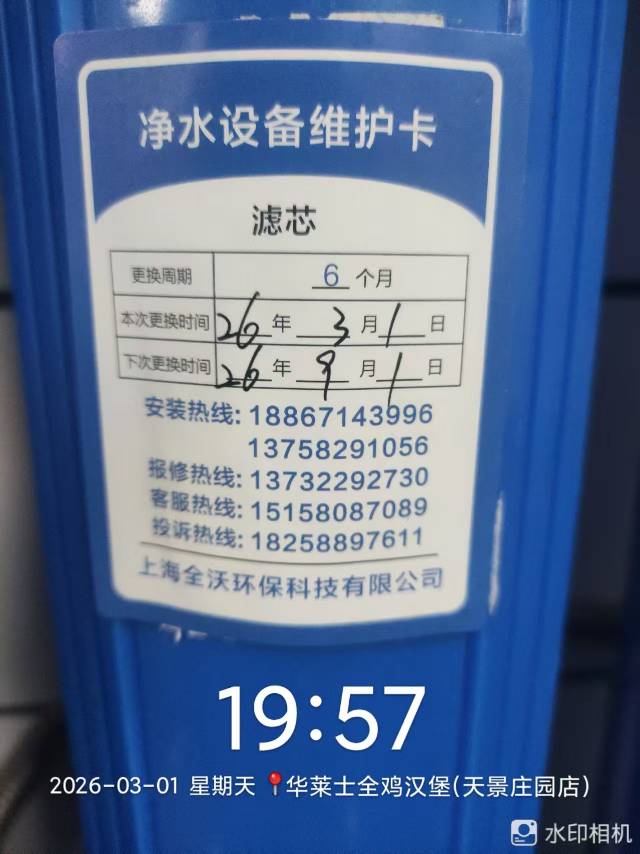 净水设备维护卡
滤芯
更换周期 6 个月
本次更换时间 26 年 3 月 1 日
下次更换时间 26 年 9 月 1 日
安装热线: 18867143996
13758291056
报修热线: 13732292730
客服热线: 15158087089
投诉热线: 18258897611
上海全沃环保科技有限公司
19:57
2026-03-01 星期天 华莱士全鸡汉堡(天景庄园店)
水印相机